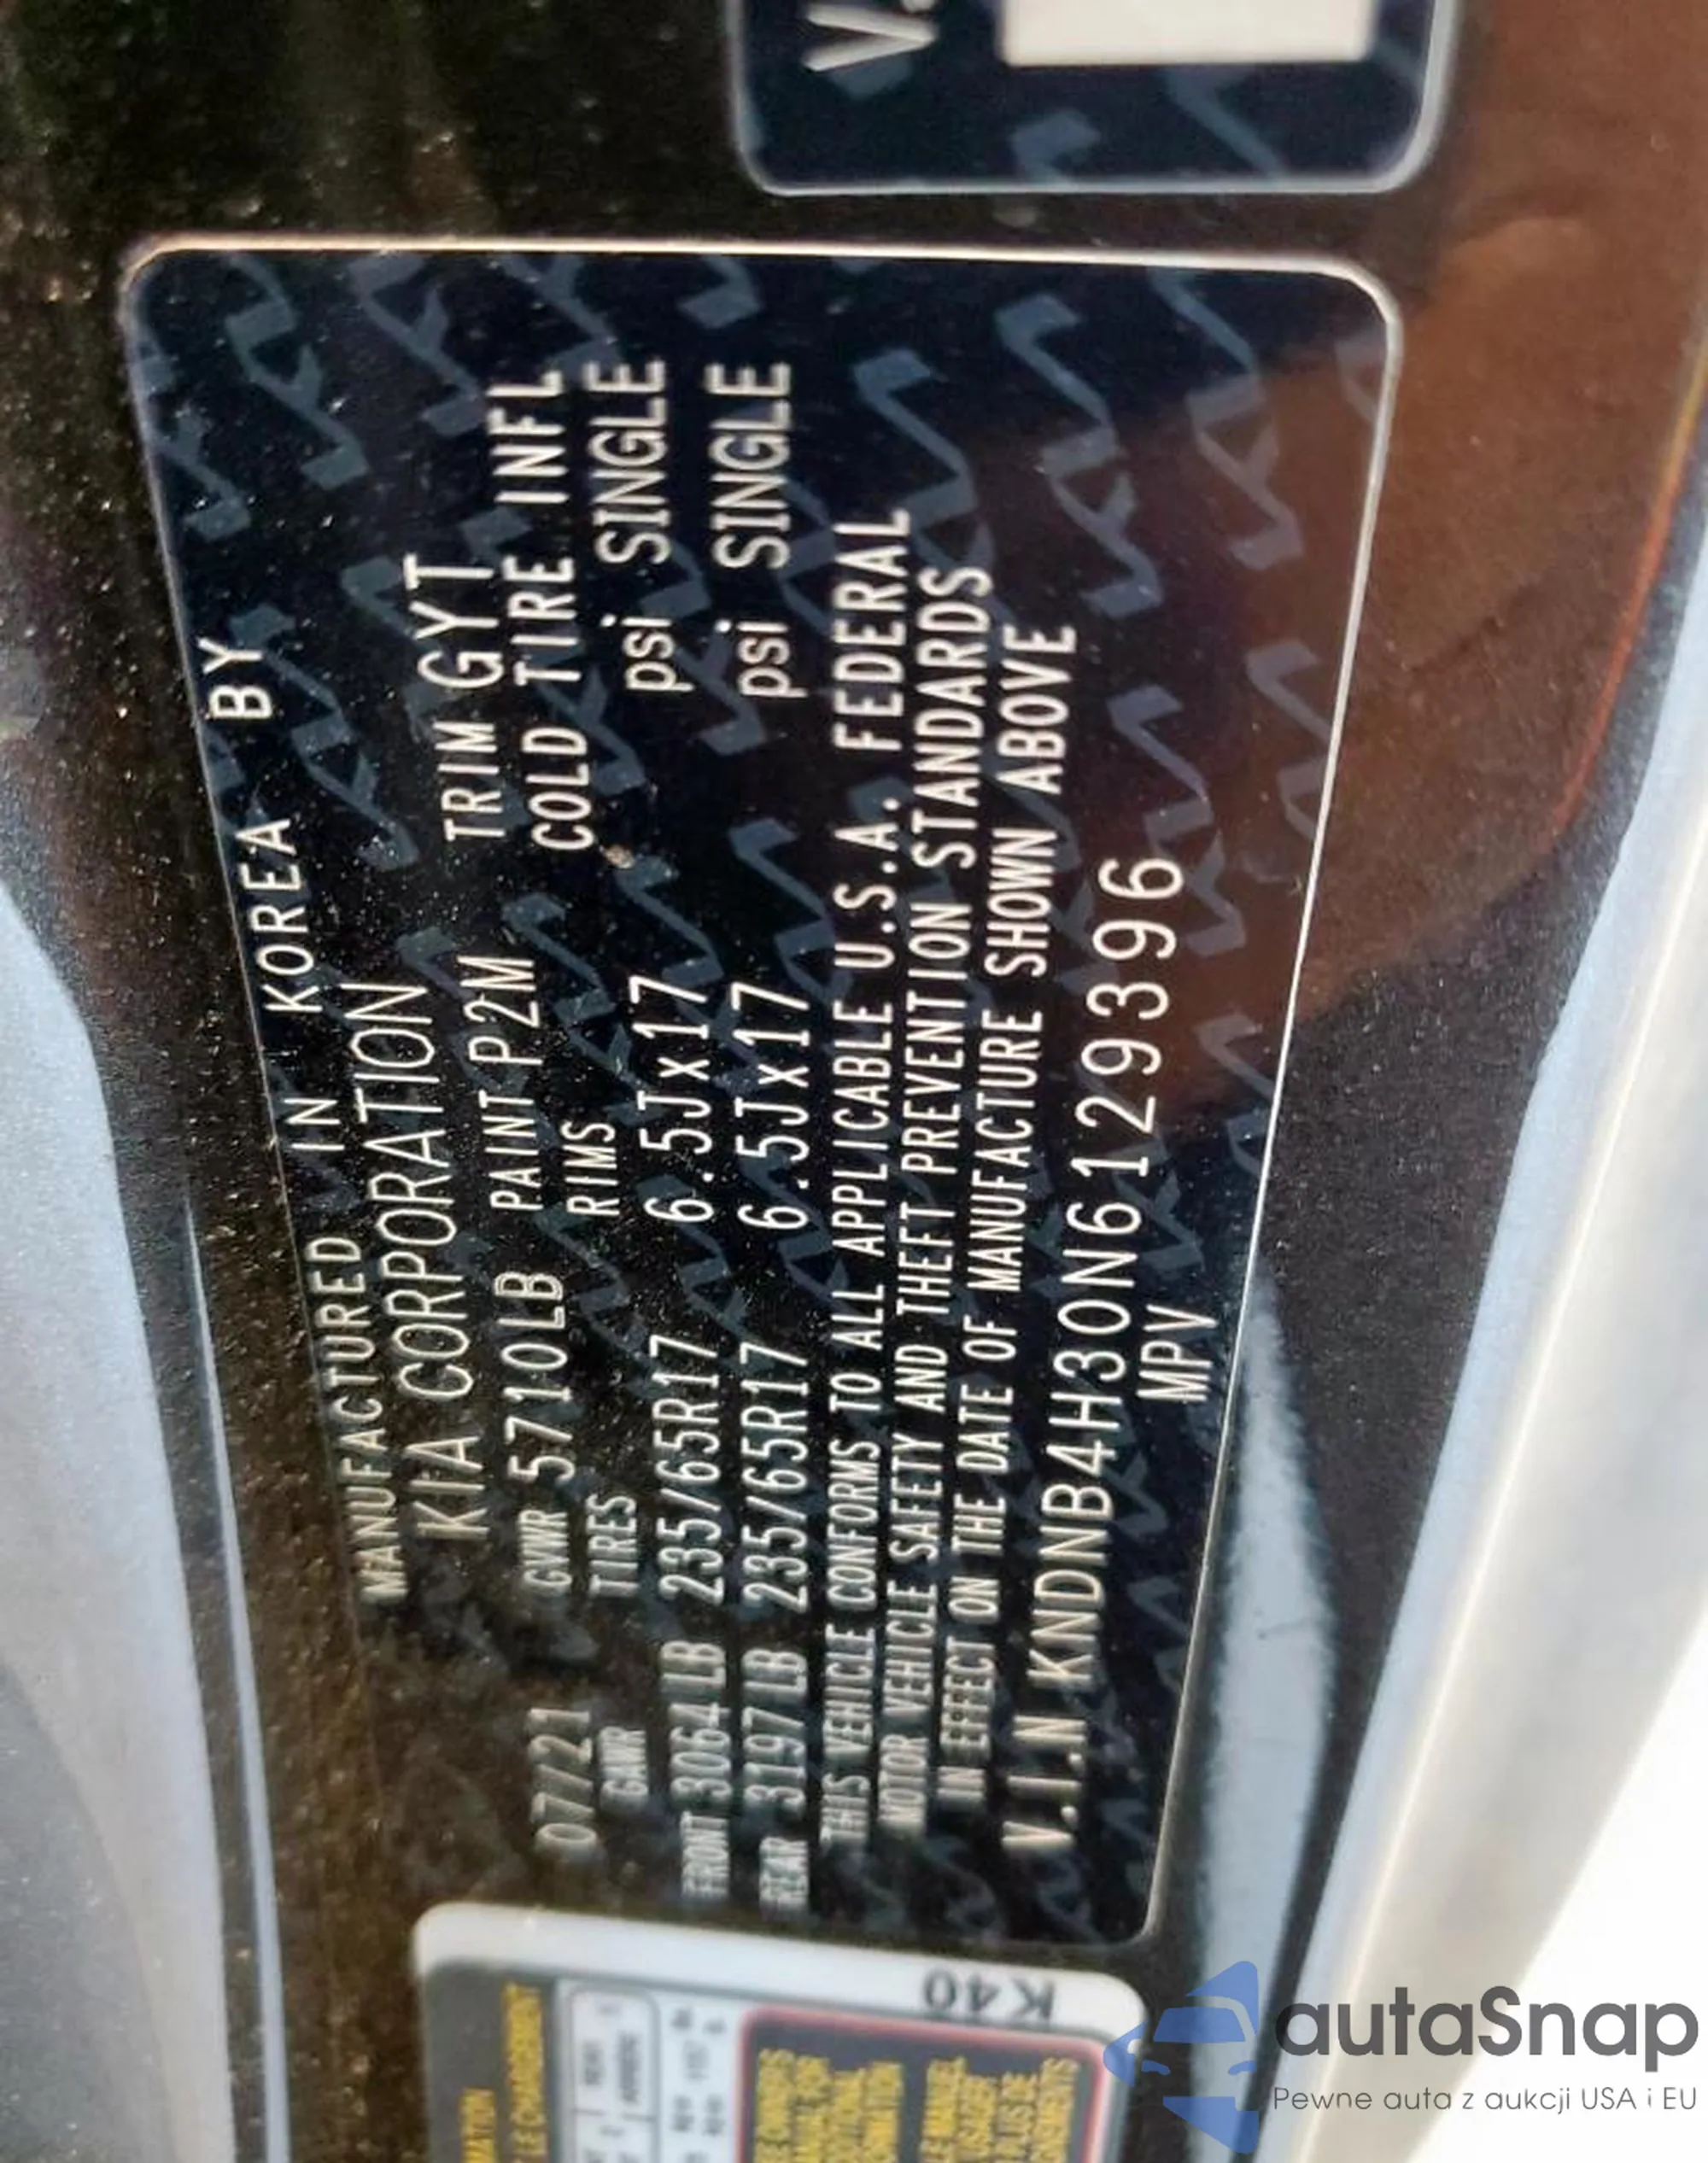 V.
MANUFACTURED IN KOREA BY
KIA CORPORATION
07/21 GVWR 5710LB PAINT P2M TRIM GYT
GAWR TIRES RIMS COLD TIRE INFL
FRONT 3064LB 235/65R17 6.5Jx17 psi SINGLE
REAR 3197LB 235/65R17 6.5Jx17 psi SINGLE
THIS VEHICLE CONFORMS TO ALL APPLICABLE U.S.A. FEDERAL
MOTOR VEHICLE SAFETY AND THEFT PREVENTION STANDARDS
IN EFFECT ON THE DATE OF MANUFACTURE SHOWN ABOVE
V.I.N KNDNB4H30N6129396
MPV
K40
autaSnap
Pewne auta z aukcji USA i EU